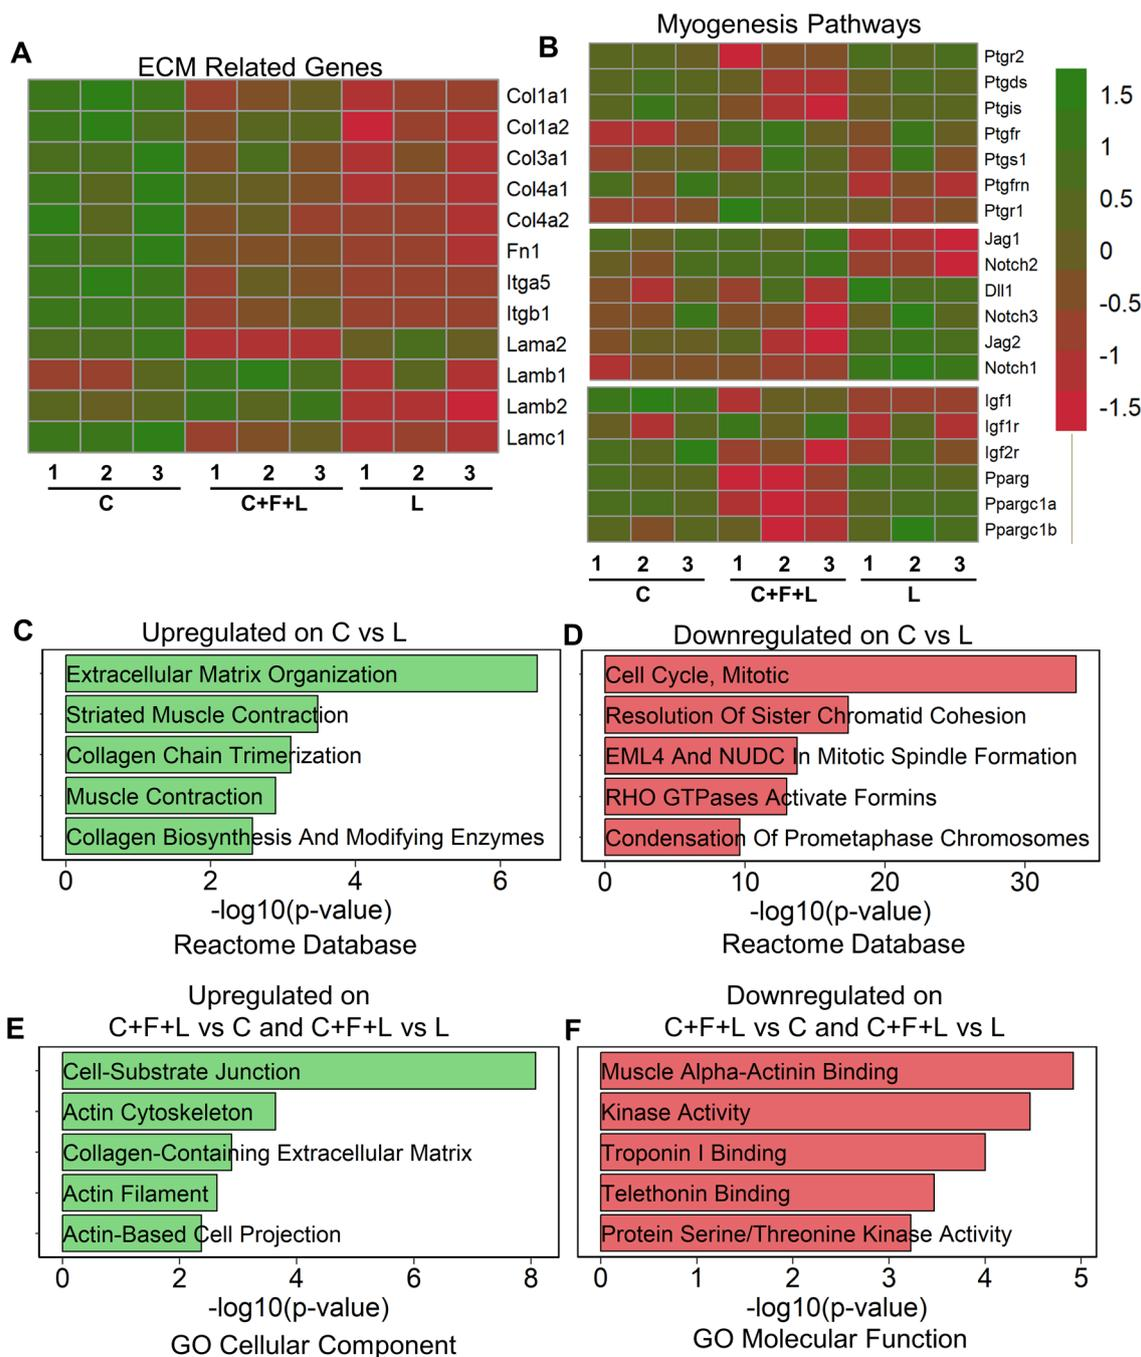 A
ECM Related Genes
Col1a1
Col1a2
Col3a1
Col4a1
Col4a2
Fn1
Itga5
Itgb1
Lama2
Lamb1
Lamb2
Lamc1
1 2 3 1 2 3 1 2 3
C C+F+L L
B
Myogenesis Pathways
Ptgr2
Ptgds
Ptgis
Ptgfr
Ptgs1
Ptgfrn
Ptgr1
Jag1
Notch2
Dll1
Notch3
Jag2
Notch1
Igf1
Igf1r
Igf2r
Pparg
Ppargc1a
Ppargc1b
1 2 3 1 2 3 1 2 3
C C+F+L L
1.5
1
0.5
0
-0.5
-1
-1.5
C
Upregulated on C vs L
Extracellular Matrix Organization
Striated Muscle Contraction
Collagen Chain Trimerization
Muscle Contraction
Collagen Biosynthesis And Modifying Enzymes
0 2 4 6
-log10(p-value)
Reactome Database
D
Downregulated on C vs L
Cell Cycle, Mitotic
Resolution Of Sister Chromatid Cohesion
EML4 And NUDC In Mitotic Spindle Formation
RHO GTPases Activate Formins
Condensation Of Prometaphase Chromosomes
0 10 20 30
-log10(p-value)
Reactome Database
E
Upregulated on
C+F+L vs C and C+F+L vs L
Cell-Substrate Junction
Actin Cytoskeleton
Collagen-Containing Extracellular Matrix
Actin Filament
Actin-Based Cell Projection
0 2 4 6 8
-log10(p-value)
GO Cellular Component
F
Downregulated on
C+F+L vs C and C+F+L vs L
Muscle Alpha-Actinin Binding
Kinase Activity
Troponin I Binding
Telethonin Binding
Protein Serine/Threonine Kinase Activity
0 1 2 3 4 5
-log10(p-value)
GO Molecular Function